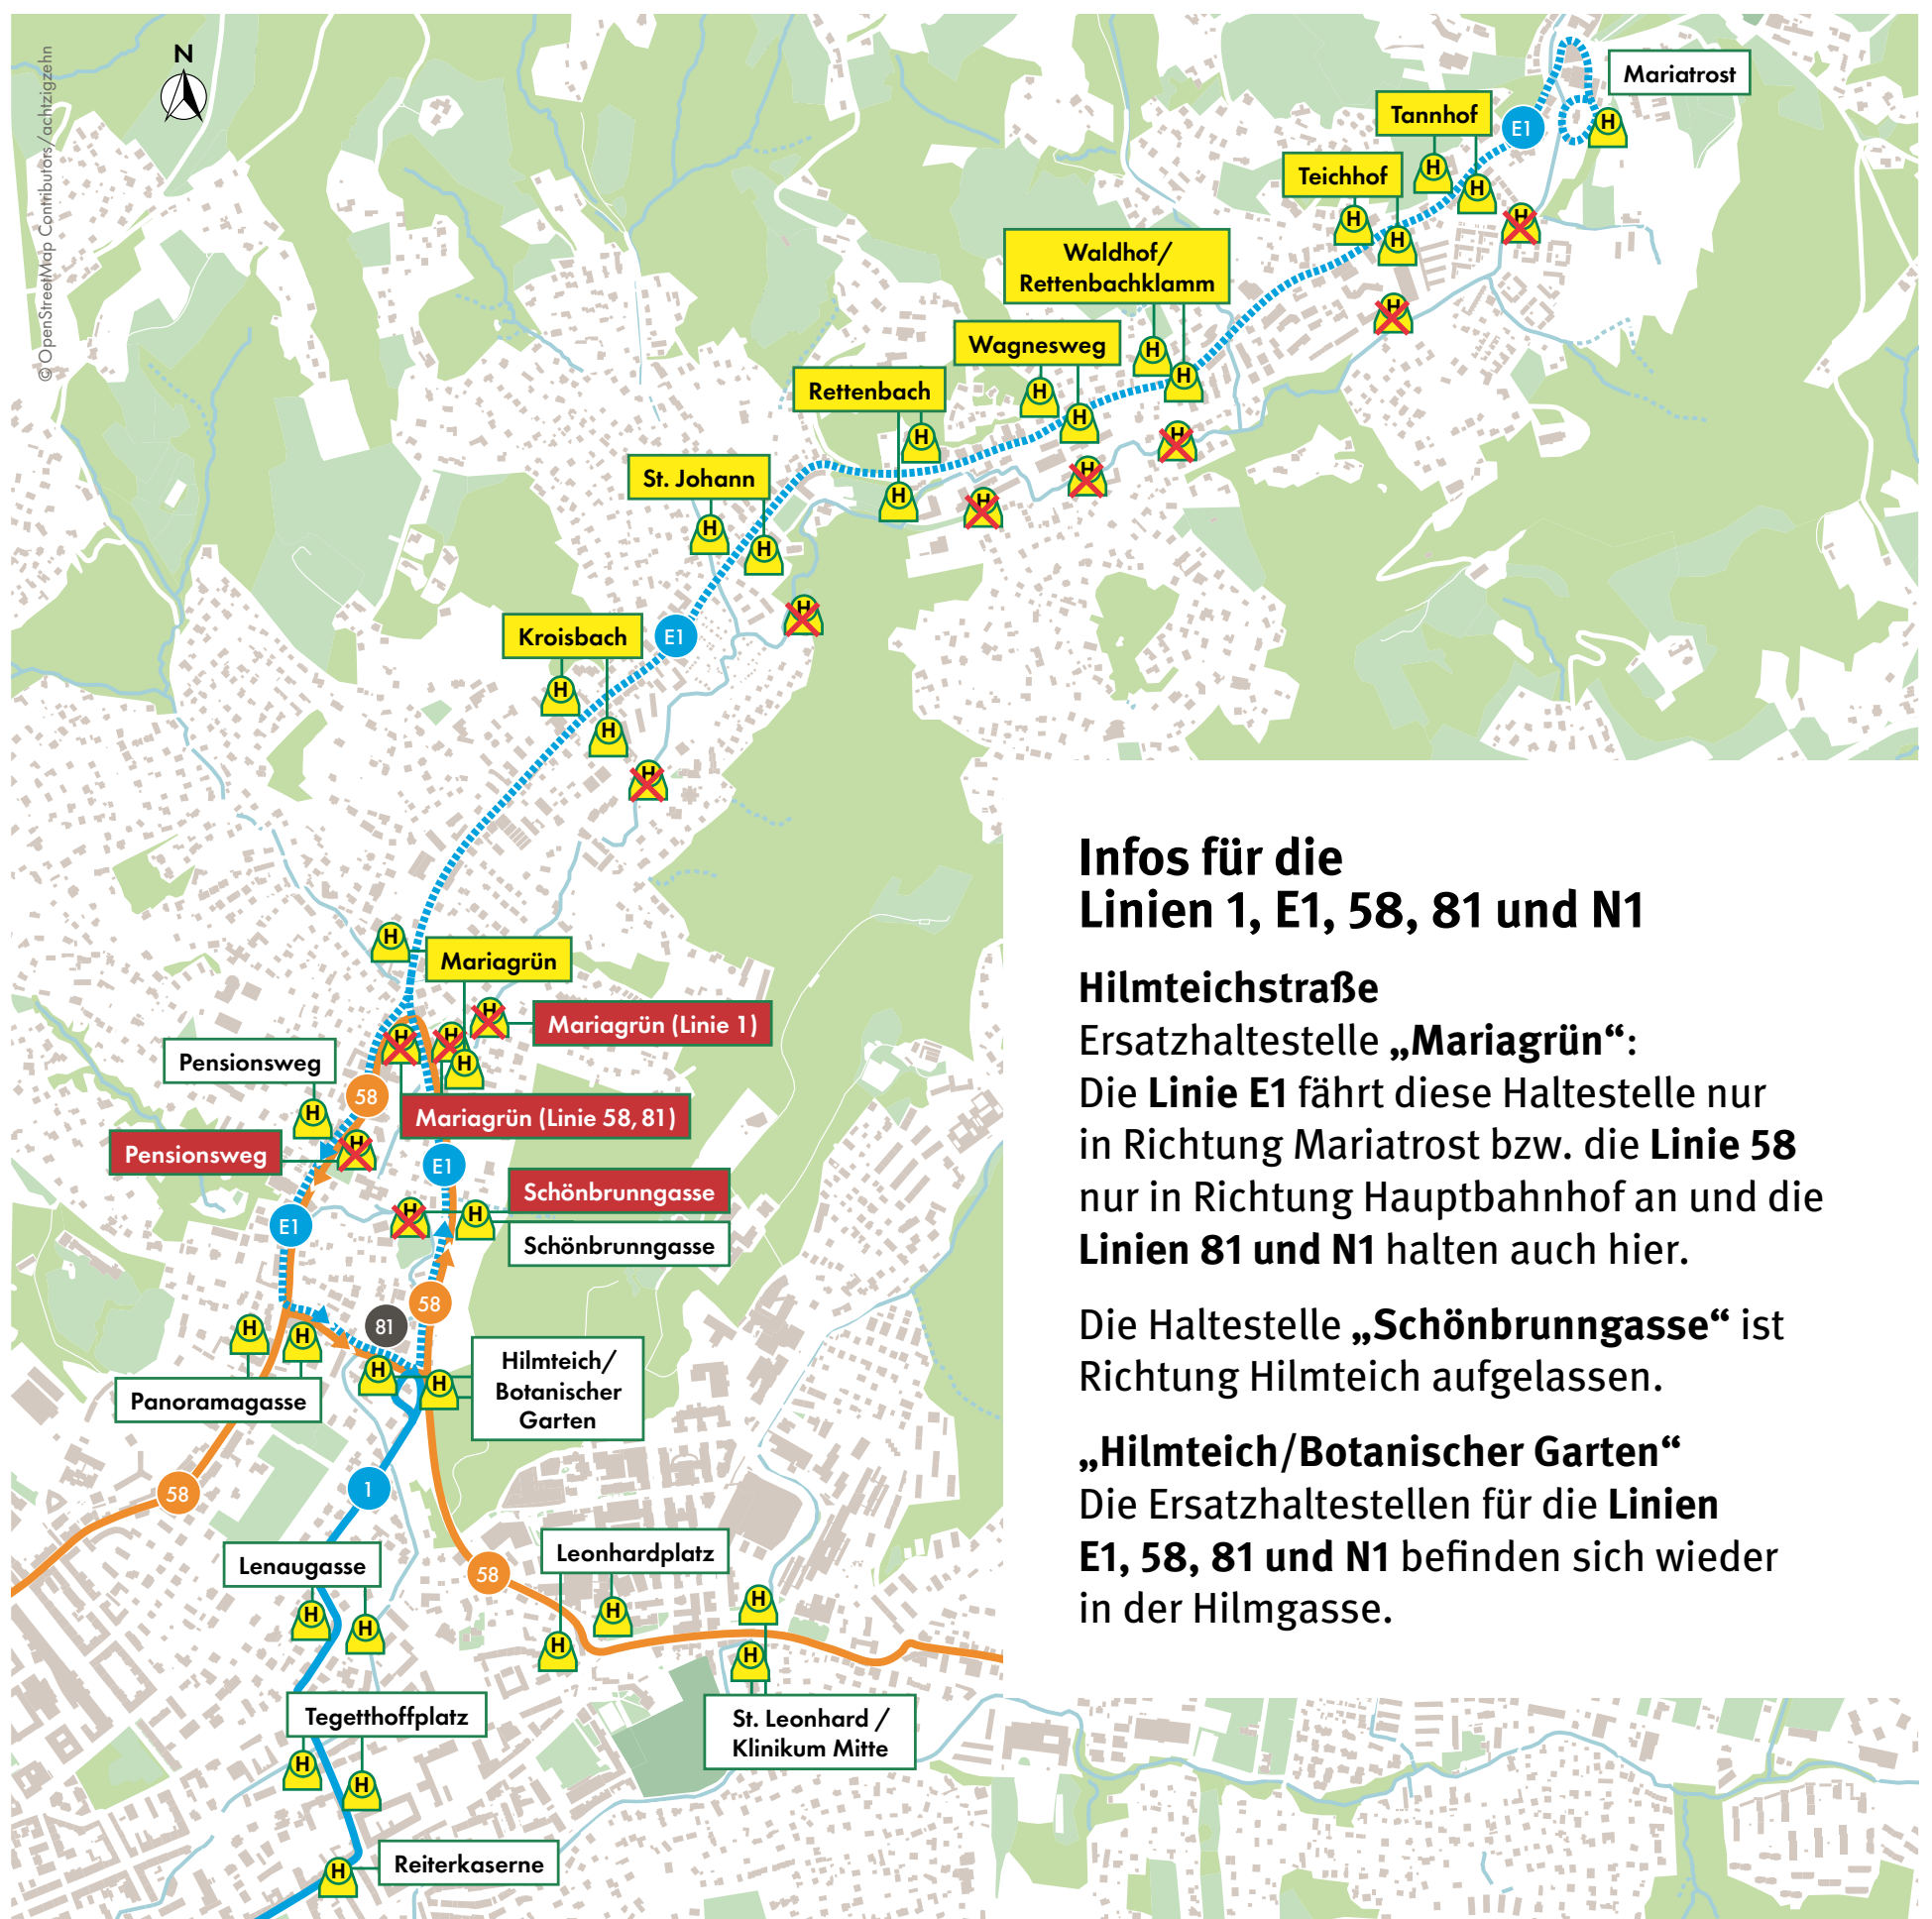 © OpenStreetMap Contributors/achtzigzehn
N
Mariatrost
H
Tannhof
E1
H
H
Teichhof
H
H
H
H
Waldhof/
Rettenbachklamm
H
H
H
H
Wagnesweg
H
H
H
Rettenbach
H
H
H
St. Johann
H
H
H
Kroisbach
E1
H
H
H
H
Mariagrün
H
Mariagrün (Linie 1)
H
H
H
Pensionsweg
58
H
Mariagrün (Linie 58, 81)
Pensionsweg
H
E1
Schönbrunngasse
H
H
E1
Schönbrunngasse
58
81
H
H
Hilmteich/
Botanischer
Garten
H
H
Panoramagasse
58
1
Lenaugasse
H
H
58
Leonhardplatz
H
H
H
H
St. Leonhard /
Klinikum Mitte
Tegetthoffplatz
H
H
H
Reiterkaserne
Infos für die
Linien 1, E1, 58, 81 und N1
Hilmteichstraße
Ersatzhaltestelle „Mariagrün“:
Die Linie E1 fährt diese Haltestelle nur
in Richtung Mariatrost bzw. die Linie 58
nur in Richtung Hauptbahnhof an und die
Linien 81 und N1 halten auch hier.
Die Haltestelle „Schönbrunngasse“ ist
Richtung Hilmteich aufgelassen.
„Hilmteich/Botanischer Garten“
Die Ersatzhaltestellen für die Linien
E1, 58, 81 und N1 befinden sich wieder
in der Hilmgasse.